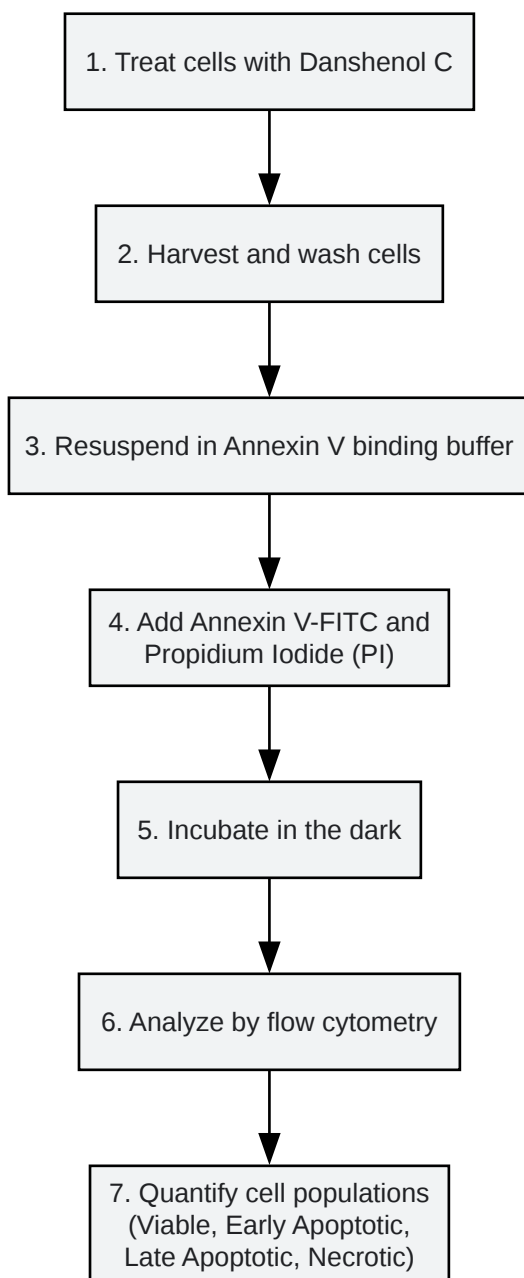 1. Treat cells with Danshenol C
2. Harvest and wash cells
3. Resuspend in Annexin V binding buffer
4. Add Annexin V-FITC and
Propidium Iodide (PI)
5. Incubate in the dark
6. Analyze by flow cytometry
7. Quantify cell populations
(Viable, Early Apoptotic,
Late Apoptotic, Necrotic)